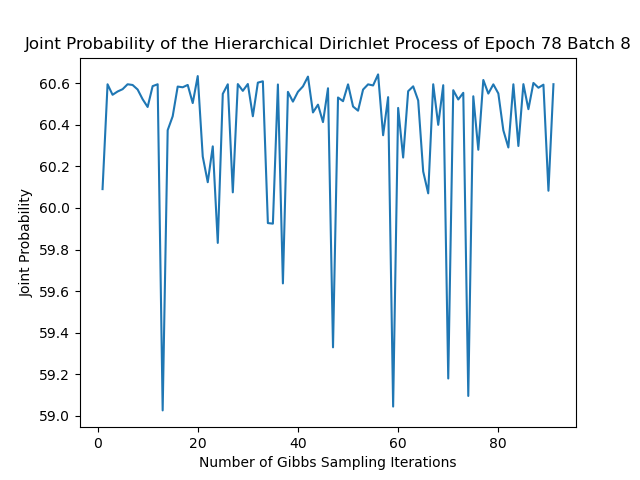 Joint Probability of the Hierarchical Dirichlet Process of Epoch 78 Batch 8
60.6
60.4
60.2
60.0
59.8
59.6
59.4
59.2
59.0
Joint Probability
0 20 40 60 80
Number of Gibbs Sampling Iterations